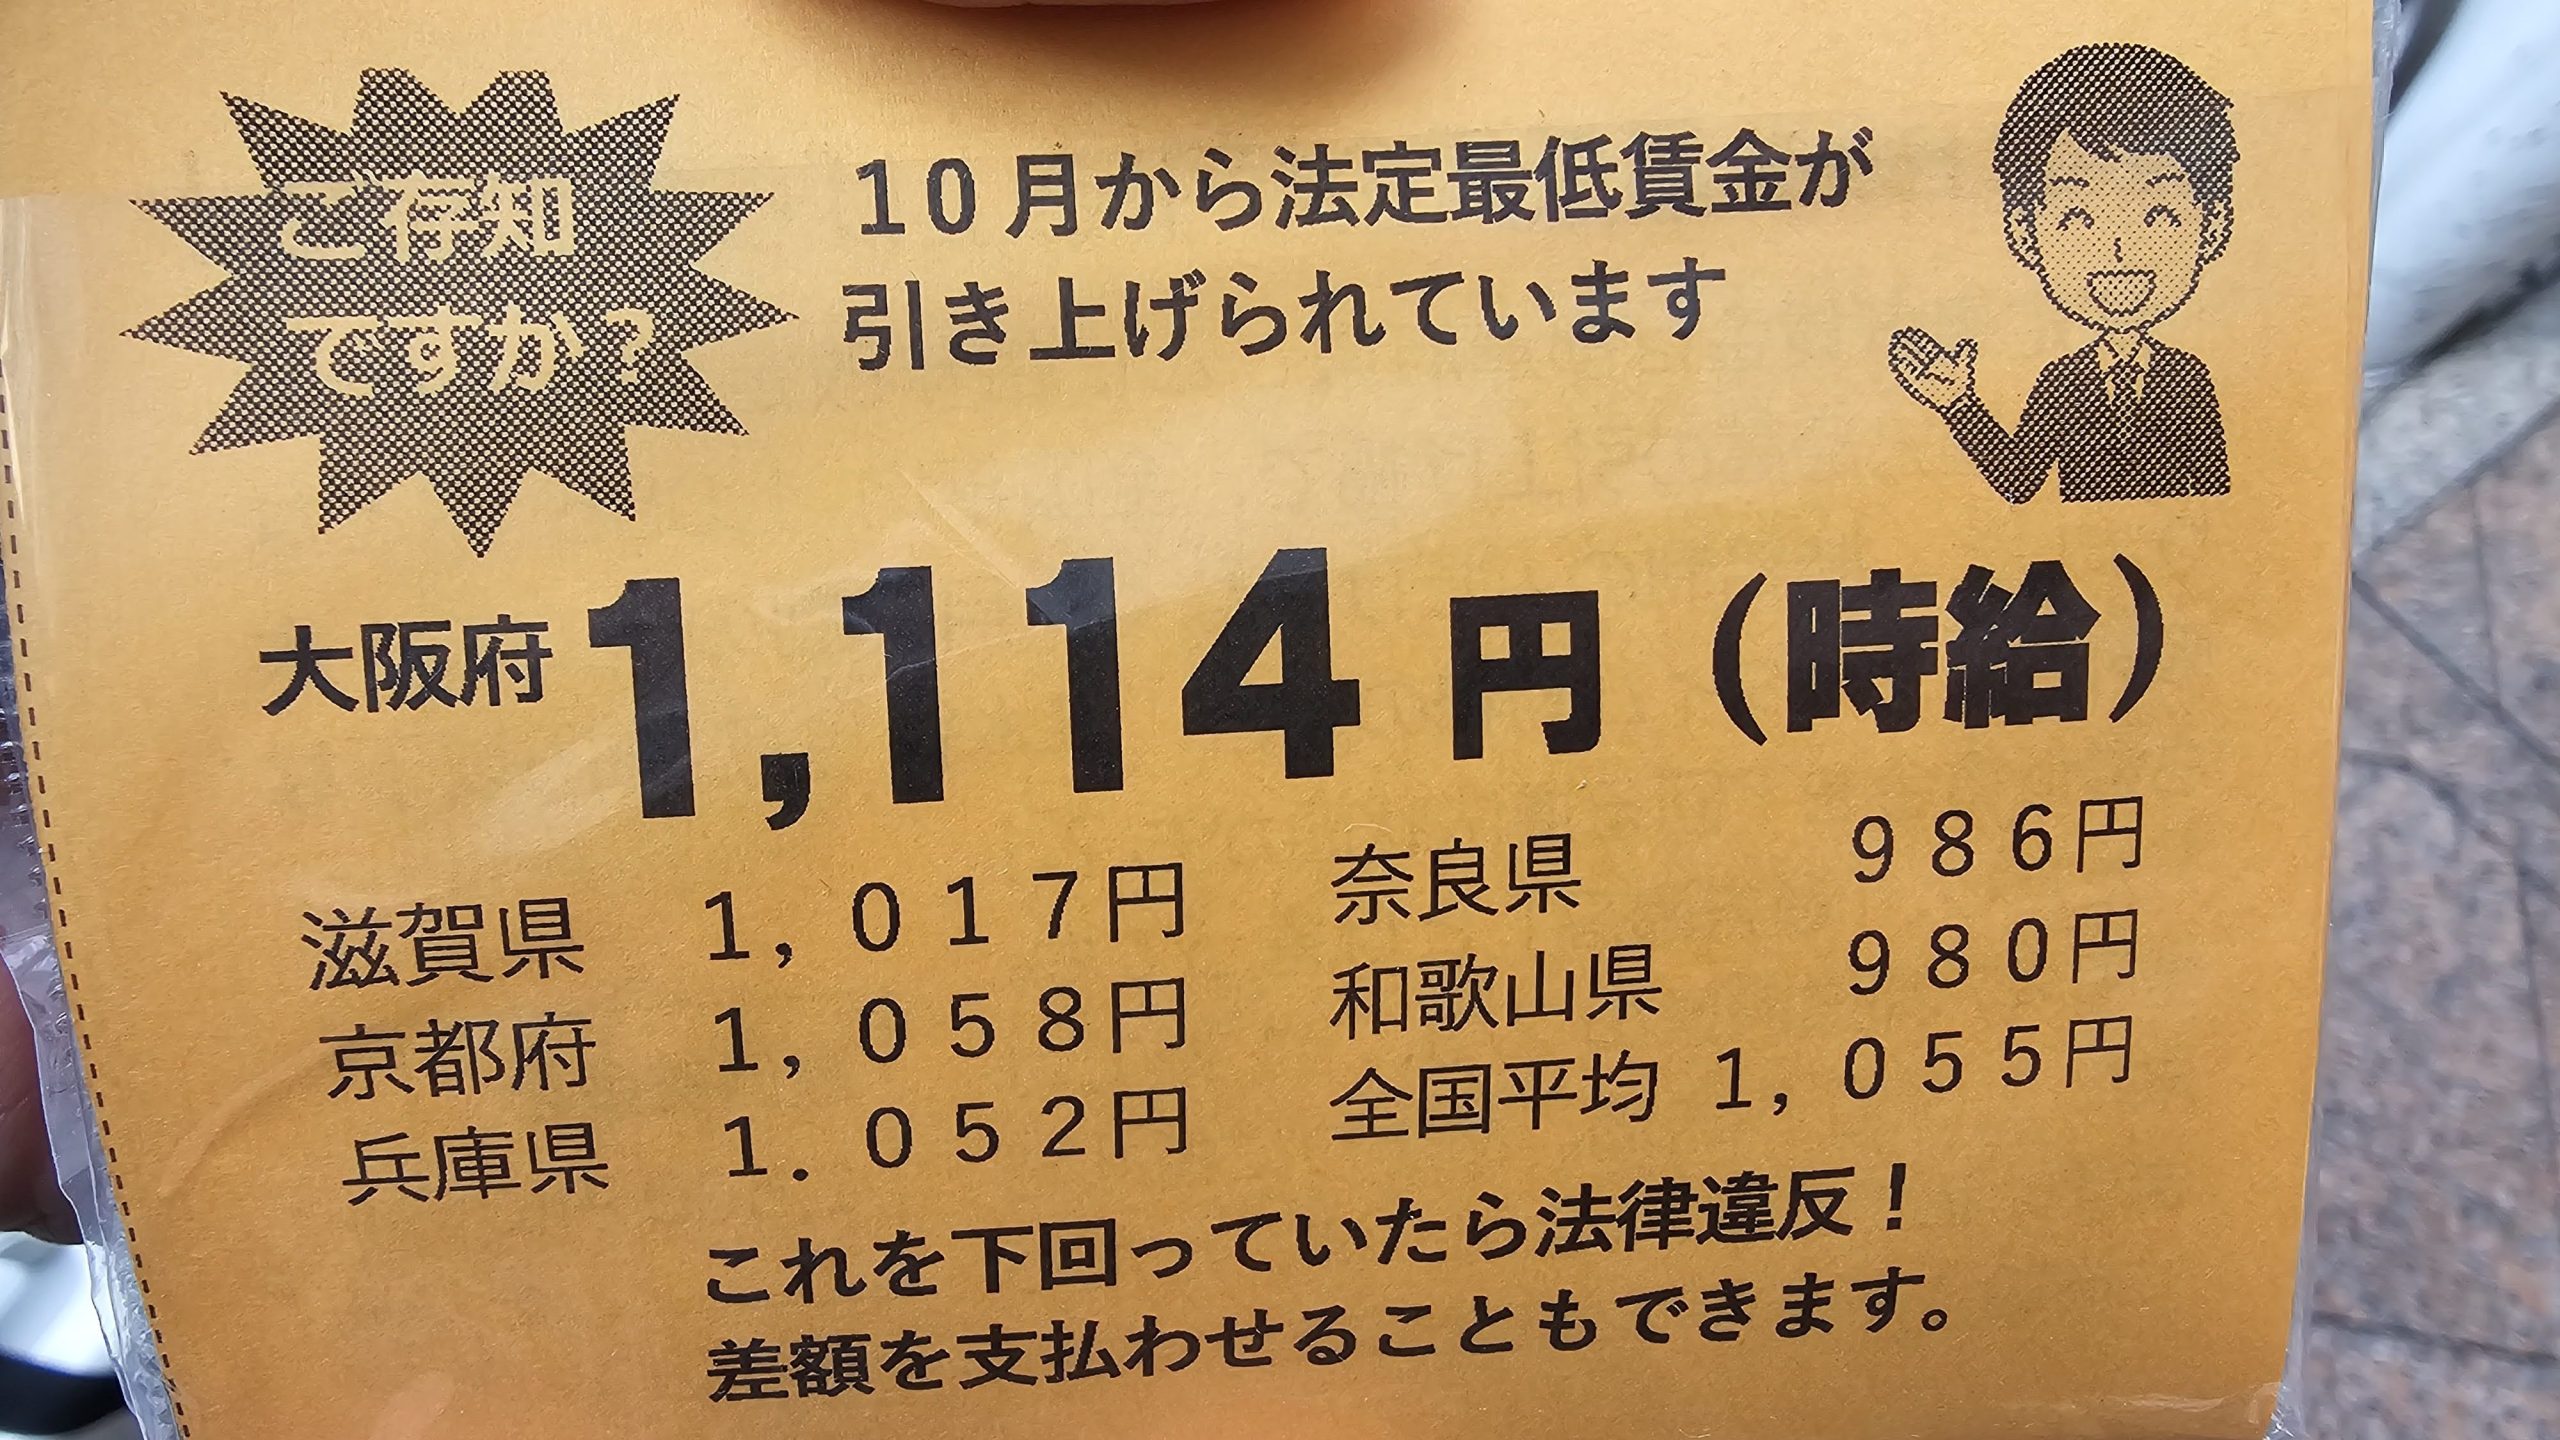 ご存知
ですか？
10月から法定最低賃金が
引き上げられています
大阪府 1,114円（時給）
滋賀県 1，017円
京都府 1，058円
兵庫県 1．052円
奈良県 986円
和歌山県 980円
全国平均 1，055円
これを下回っていたら法律違反！
差額を支払わせることもできます。